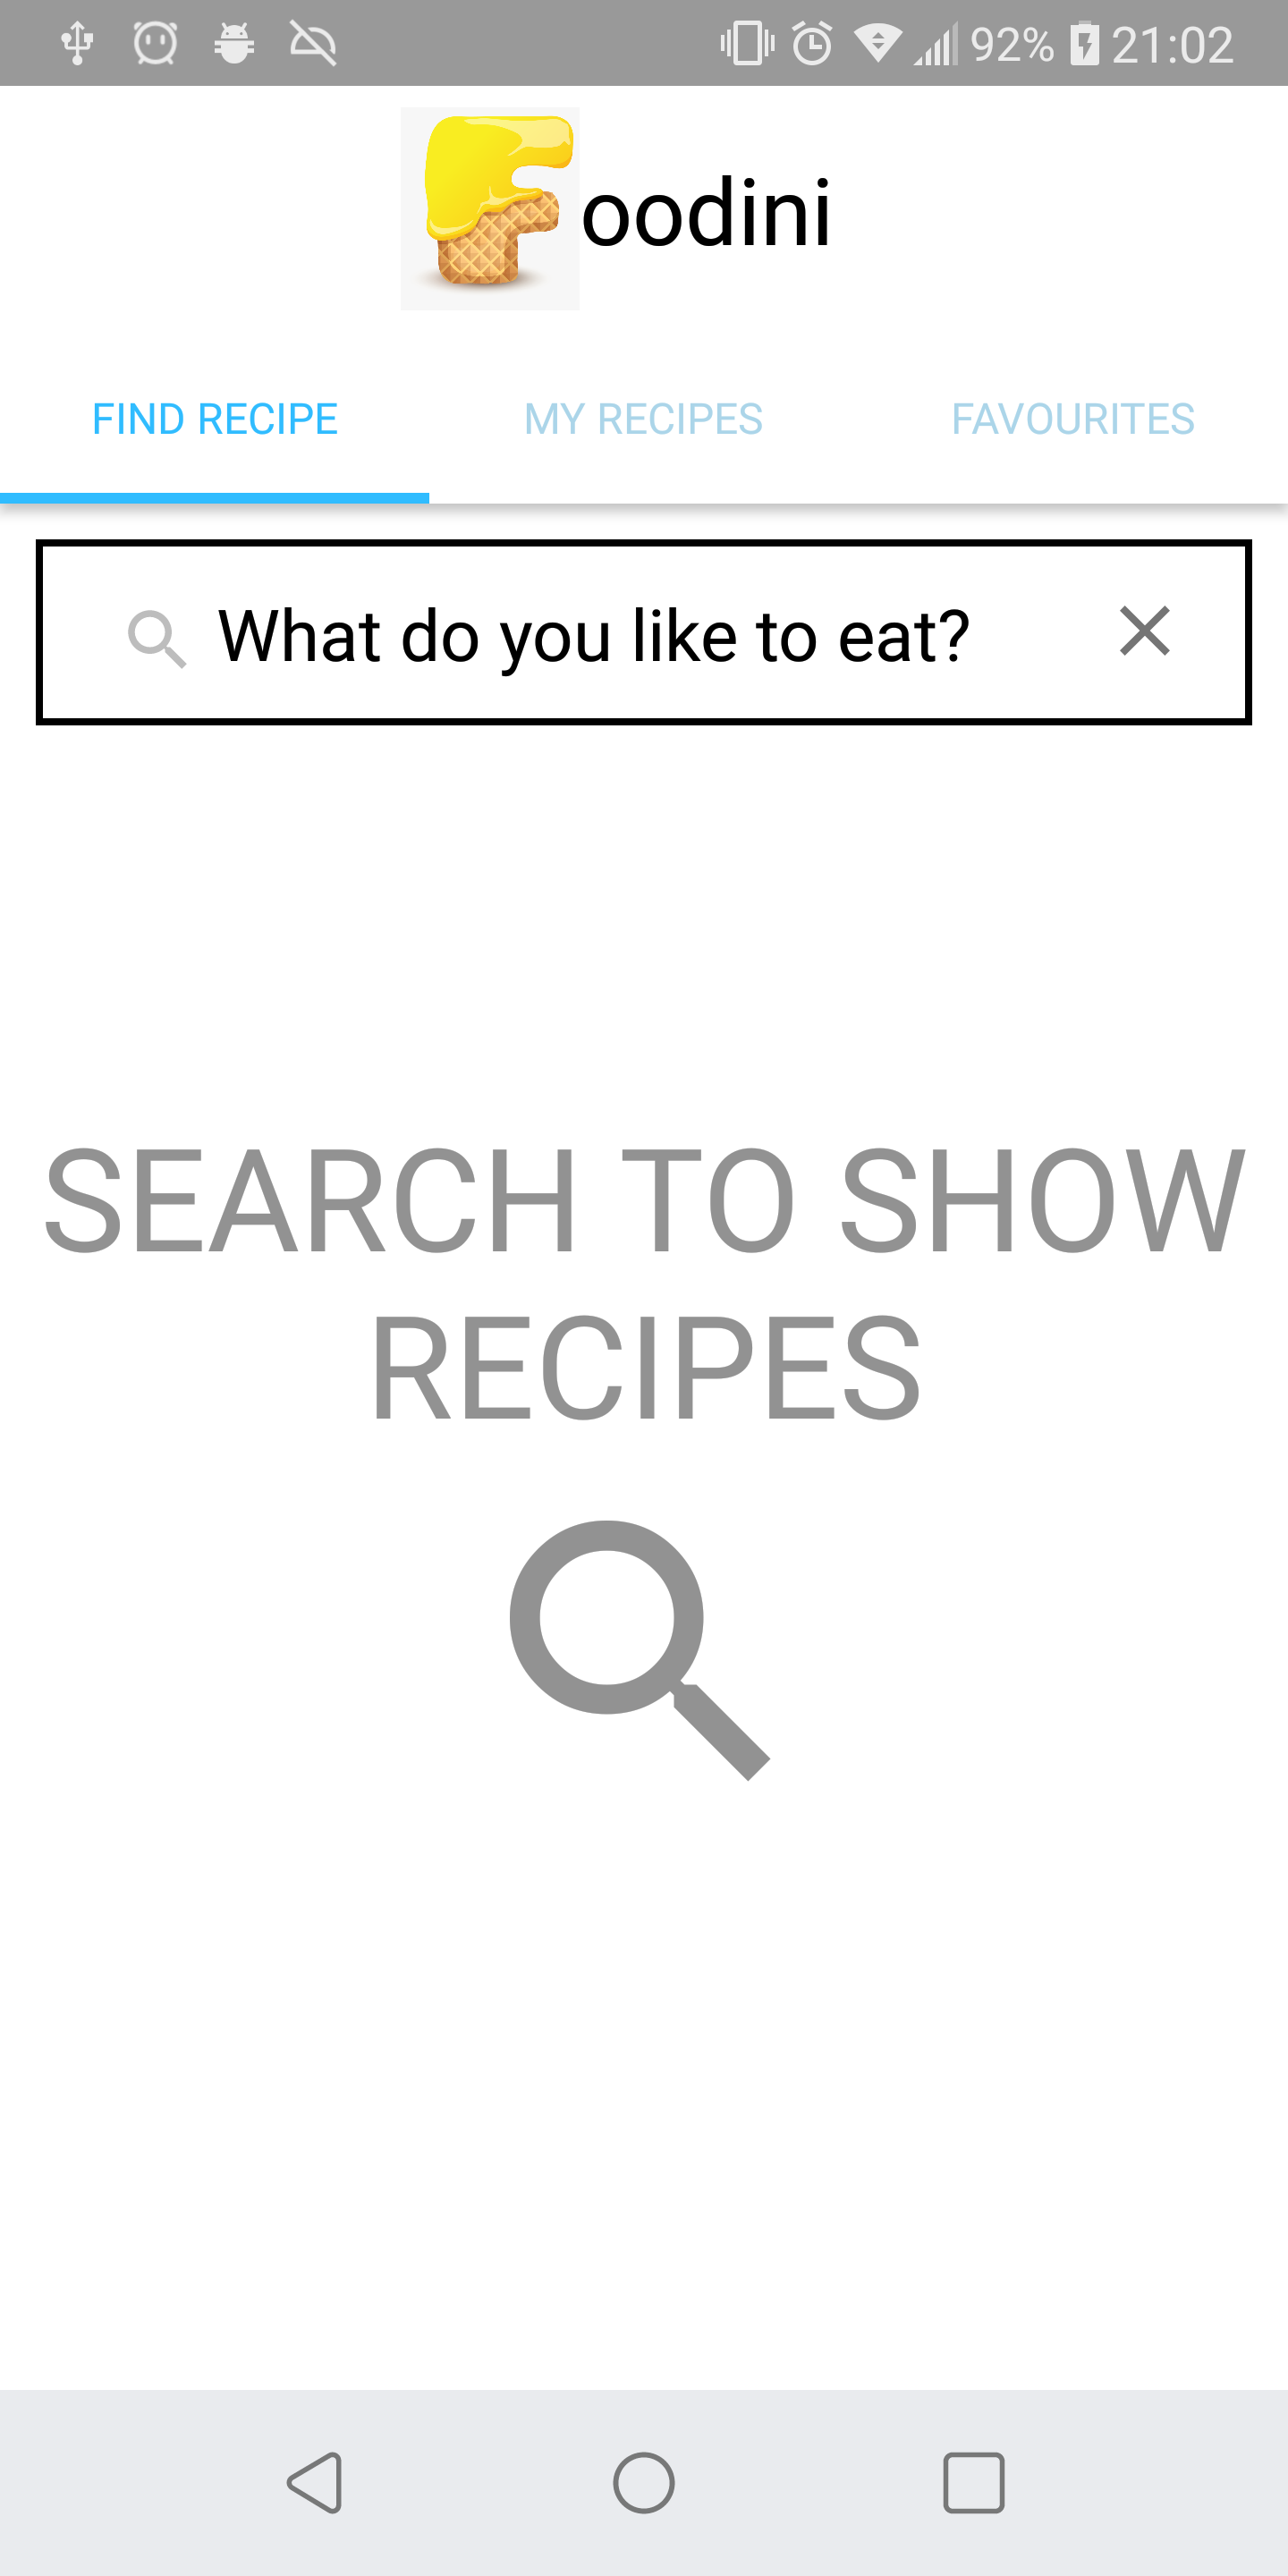 92% 21:02
Foodini
FIND RECIPE MY RECIPES FAVOURITES
What do you like to eat?
SEARCH TO SHOW
RECIPES